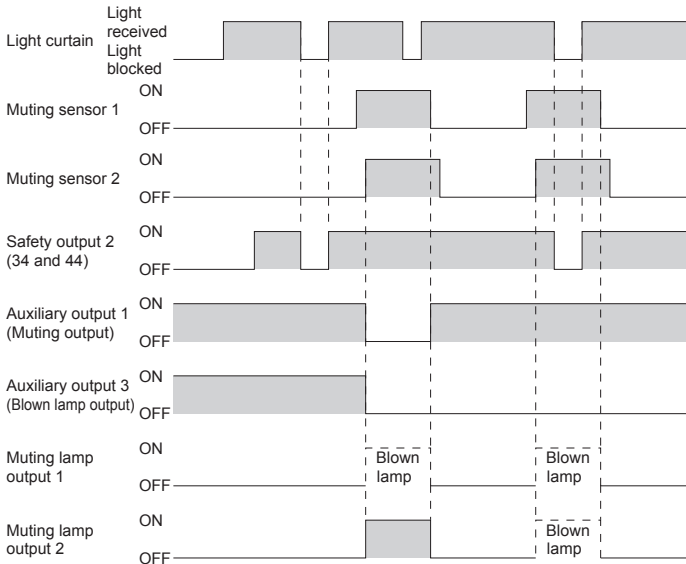 Light curtain
Light
received
Light
blocked
Muting sensor 1
ON
OFF
Muting sensor 2
ON
OFF
Safety output 2
(34 and 44)
ON
OFF
Auxiliary output 1
(Muting output)
ON
OFF
Auxiliary output 3
(Blown lamp output)
ON
OFF
Muting lamp
output 1
ON
OFF
Blown
lamp
Blown
lamp
Muting lamp
output 2
ON
OFF
Blown
lamp